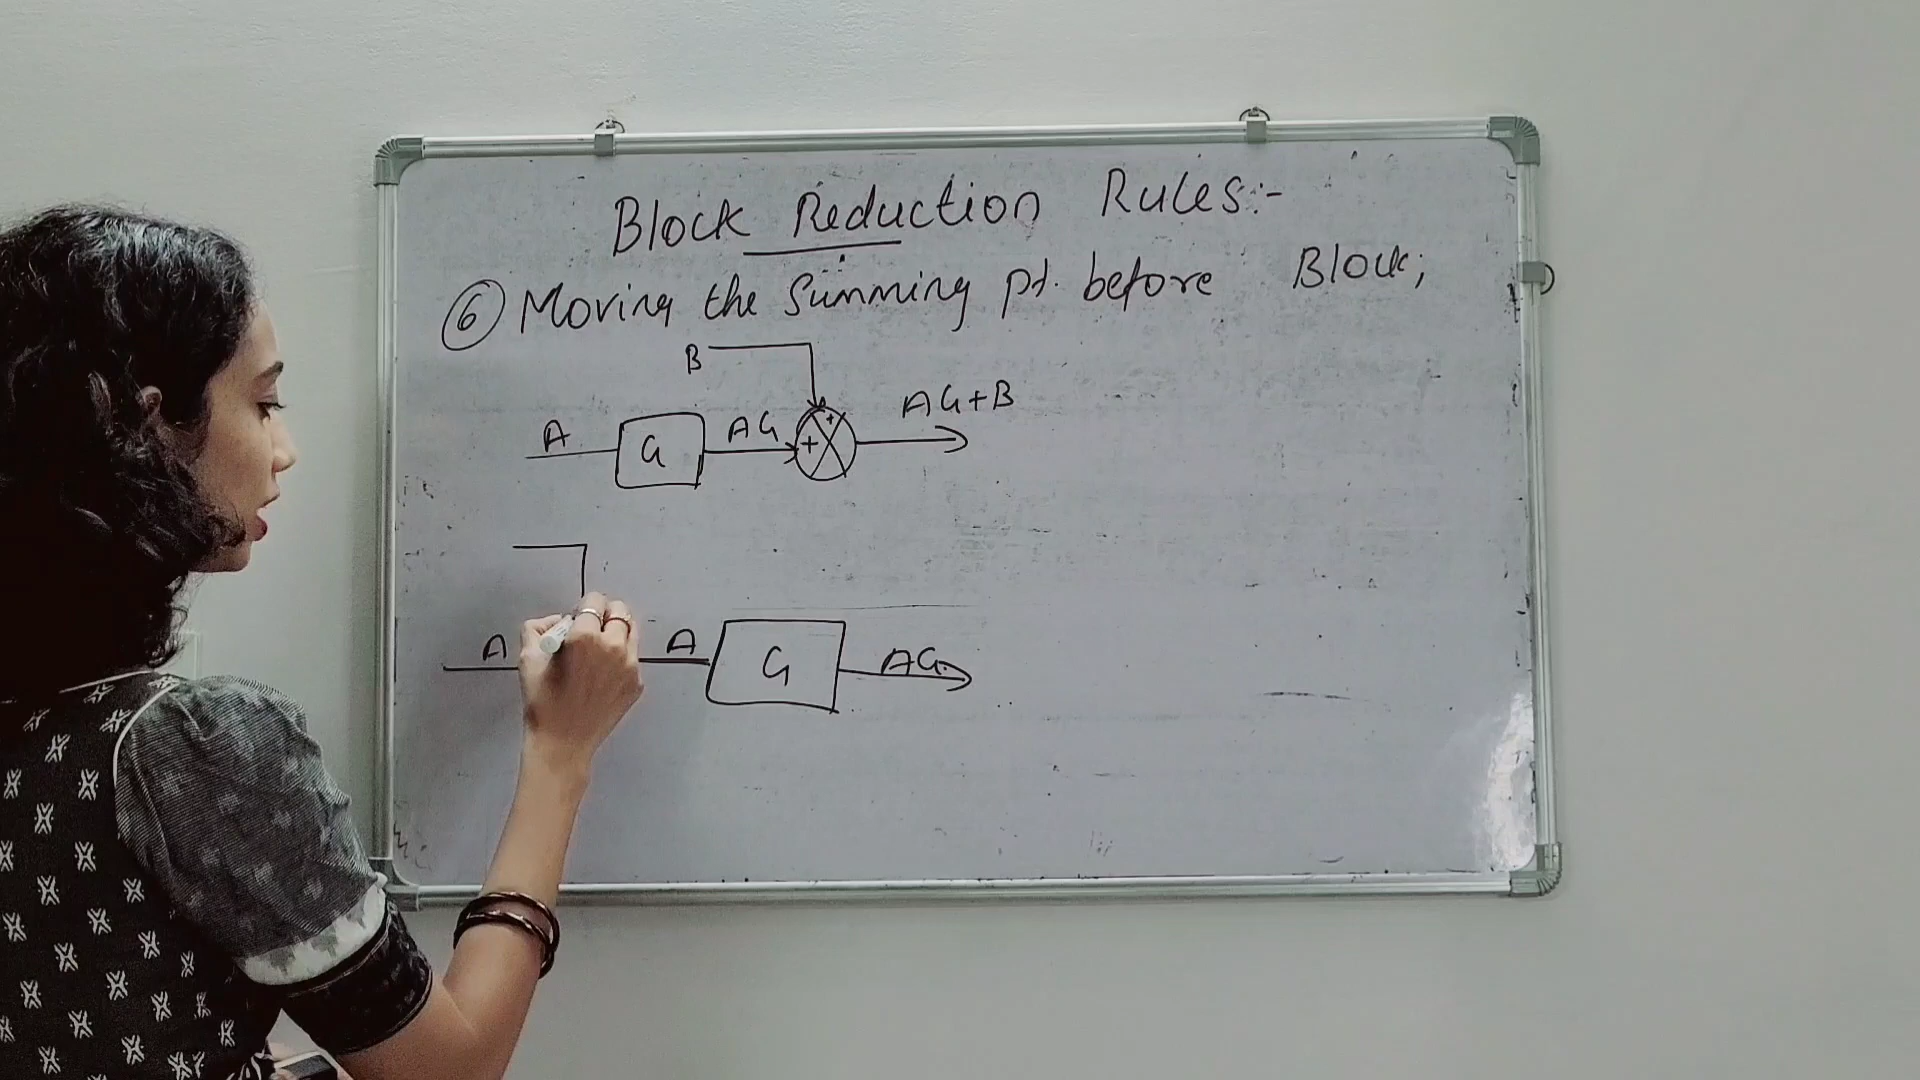 Block Reduction Rules:-
⑥ Moving the Summing pt. before Block;
B
A G AG + + AG+B
A A G AG